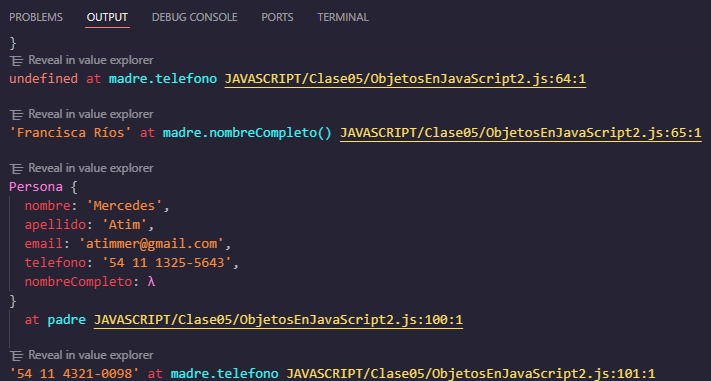 PROBLEMS OUTPUT DEBUG CONSOLE PORTS TERMINAL
}
Reveal in value explorer
undefined at madre.telefono JAVASCRIPT/Clase05/ObjetosEnJavaScript2.js:64:1
Reveal in value explorer
'Francisca Ríos' at madre.nombreCompleto() JAVASCRIPT/Clase05/ObjetosEnJavaScript2.js:65:1
Reveal in value explorer
Persona {
nombre: 'Mercedes',
apellido: 'Atim',
email: 'atimmer@gmail.com',
telefono: '54 11 1325-5643',
nombreCompleto: λ
}
at padre JAVASCRIPT/Clase05/ObjetosEnJavaScript2.js:100:1
Reveal in value explorer
'54 11 4321-0098' at madre.telefono JAVASCRIPT/Clase05/ObjetosEnJavaScript2.js:101:1